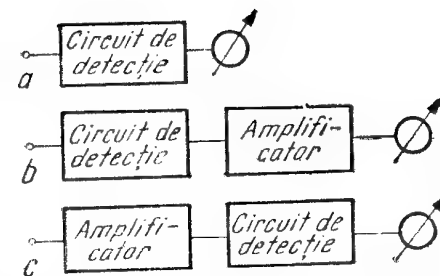 Circuit de
detecție
a
Circuit de
detecție
Amplifi-
cator
b
Amplifi-
cator
Circuit de
detecție
c